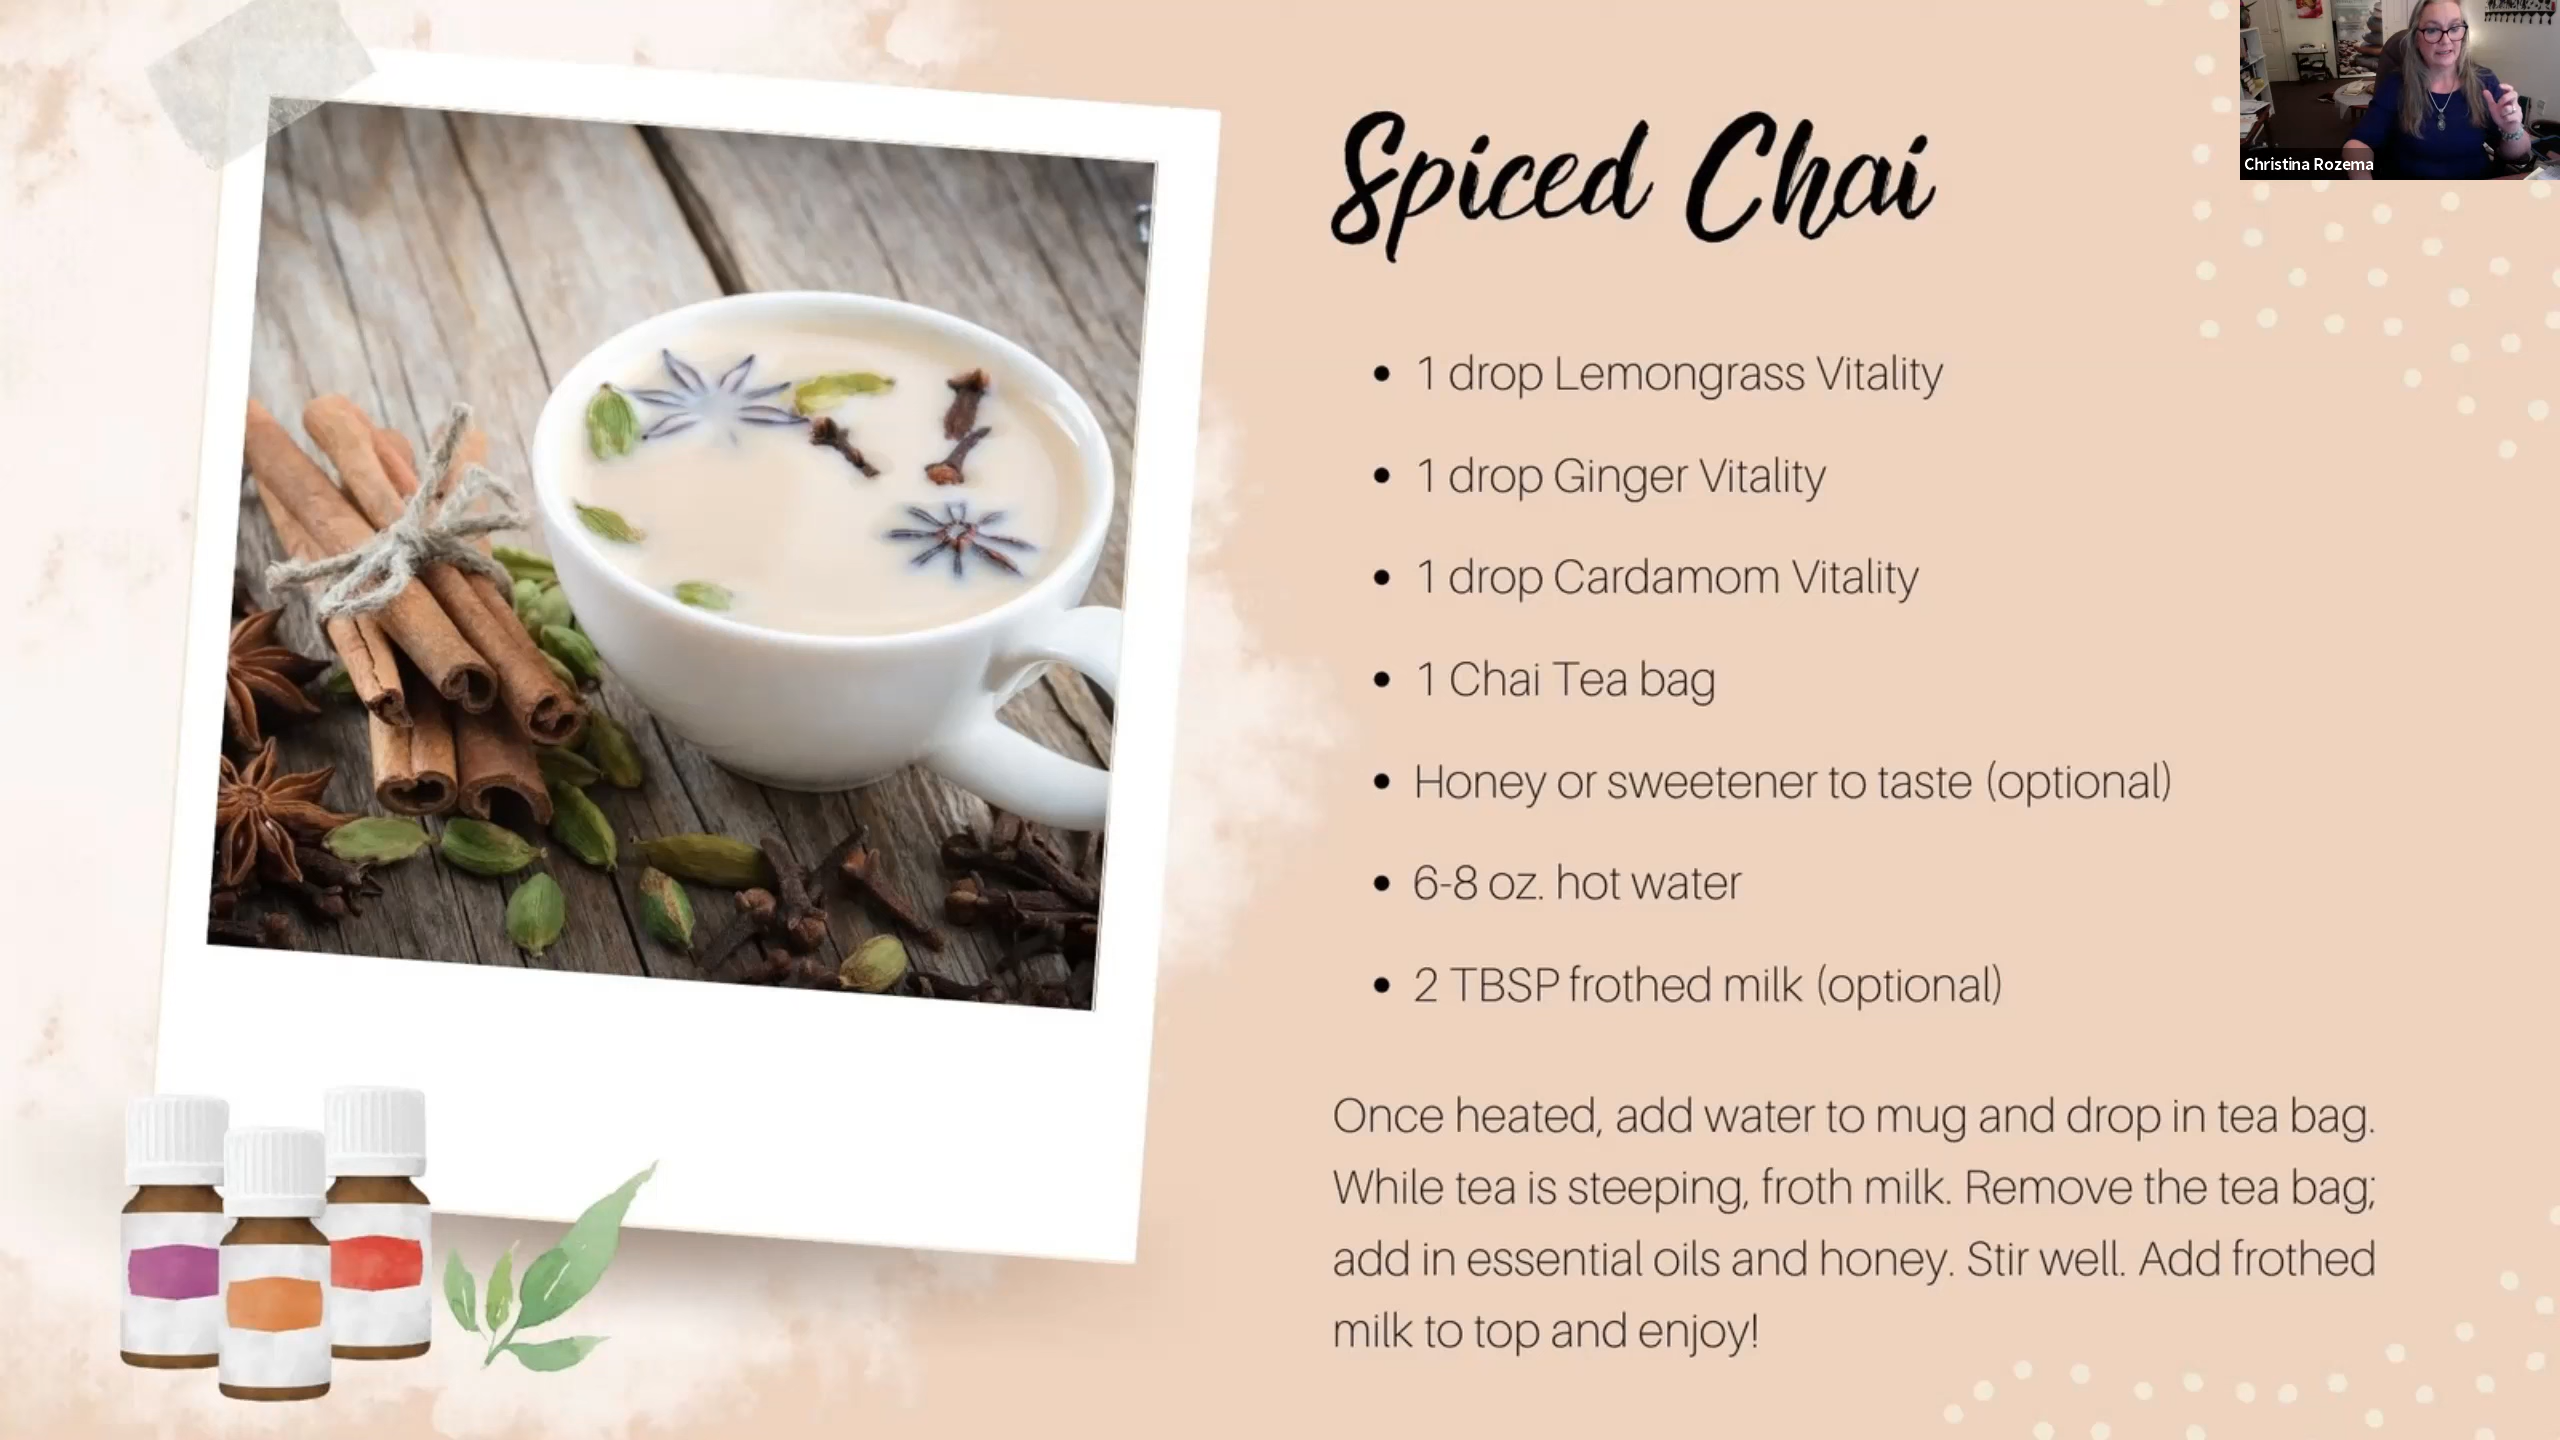 Spiced Chai
Christina Rozema
• 1 drop Lemongrass Vitality
• 1 drop Ginger Vitality
• 1 drop Cardamom Vitality
• 1 Chai Tea bag
• Honey or sweetener to taste (optional)
• 6-8 oz. hot water
• 2 TBSP frothed milk (optional)
Once heated, add water to mug and drop in tea bag.
While tea is steeping, froth milk. Remove the tea bag;
add in essential oils and honey. Stir well. Add frothed
milk to top and enjoy!